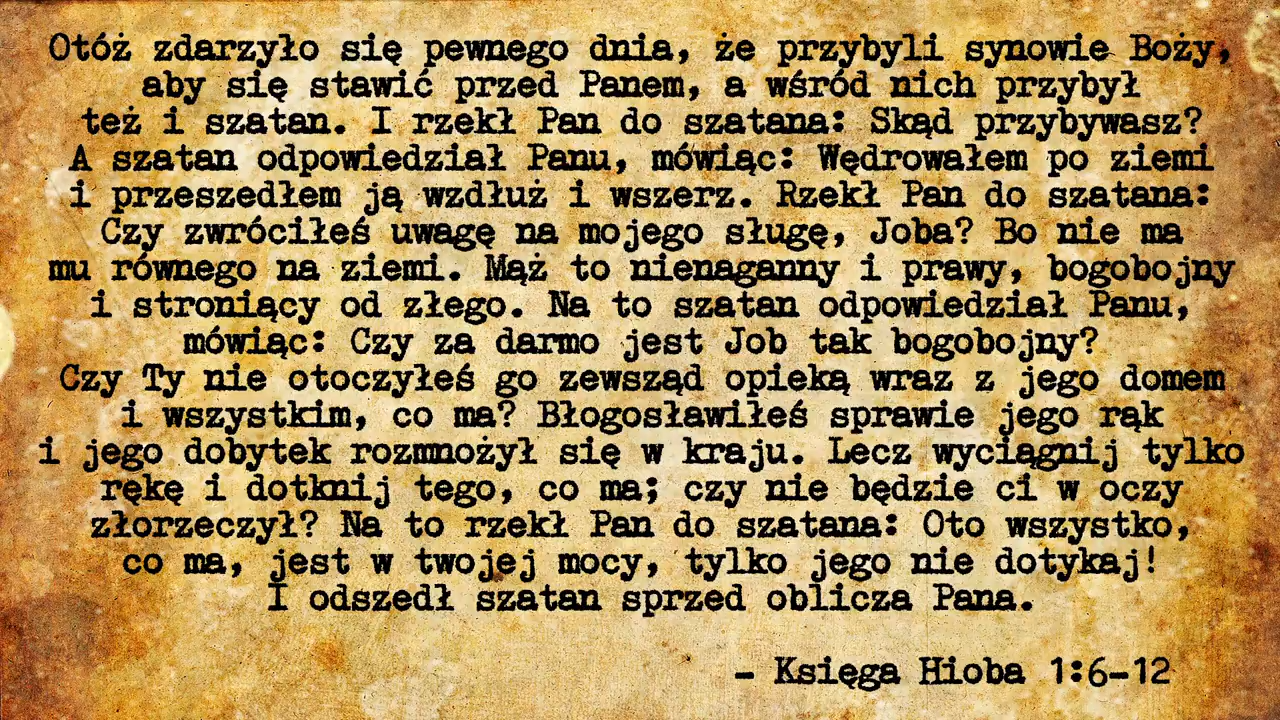 Otóż zdarzyło się pewnego dnia, że przybyli synowie Boży,
aby się stawić przed Panem, a wśród nich przybył
też i szatan. I rzekł Pan do szatana: Skąd przybywasz?
A szatan odpowiedział Panu, mówiąc: Wędrowałem po ziemi
i przeszedłem ją wzdłuż i wszerz. Rzekł Pan do szatana:
Czy zwróciłeś uwagę na mojego sługę, Joba? Bo nie ma
mu równego na ziemi. Mąż to nienaganny i prawy, bogobojny
i stroniący od złego. Na to szatan odpowiedział Panu,
mówiąc: Czy za darmo jest Job tak bogobojny?
Czy Ty nie otoczyłeś go zewsząd opieką wraz z jego domem
i wszystkim, co ma? Błogosławiłeś sprawie jego rąk
i jego dobytek rozmnożył się w kraju. Lecz wyciągnij tylko
rękę i dotknij tego, co ma; czy nie będzie ci w oczy
złorzeczył? Na to rzekł Pan do szatana: Oto wszystko,
co ma, jest w twojej mocy, tylko jego nie dotykaj!
I odszedł szatan sprzed oblicza Pana.
- Księga Hioba 1:6-12